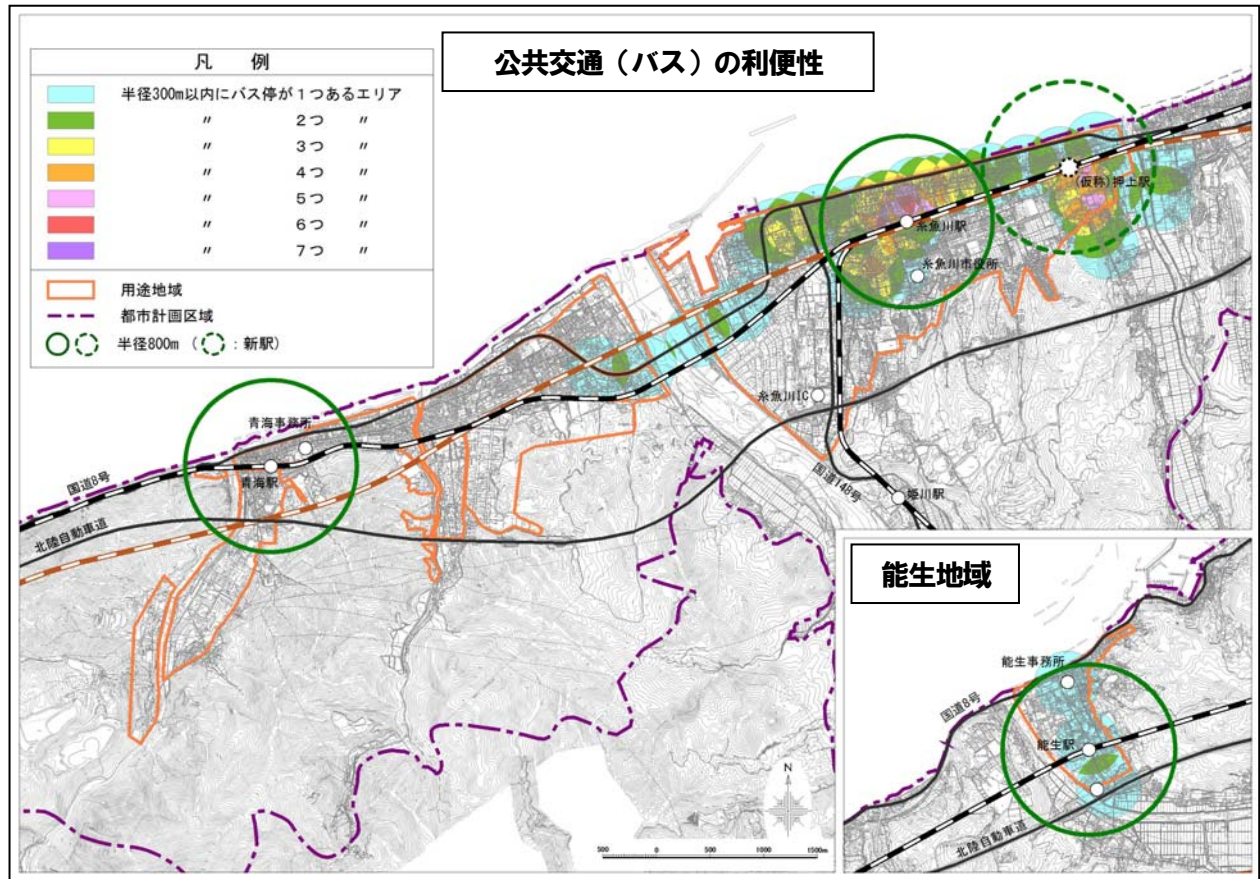 公共交通（バス）の利便性
凡　例
半径300m以内にバス停が１つあるエリア
〃　２つ　〃
〃　３つ　〃
〃　４つ　〃
〃　５つ　〃
〃　６つ　〃
〃　７つ　〃
用途地域
都市計画区域
半径800m （ ：新駅）
(仮称)押上駅
糸魚川駅
糸魚川市役所
糸魚川IC
青海事務所
青海駅
国道8号
国道148号
姫川駅
北陸自動車道
能生地域
能生事務所
国道8号
能生駅
北陸自動車道
N
500 0 500 1000 1500m